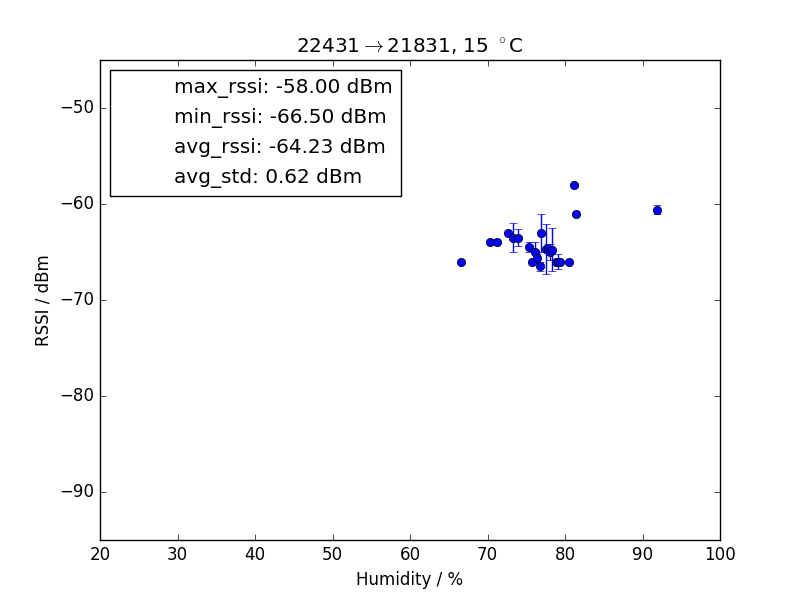 22431→21831, 15 °C
max_rssi: -58.00 dBm
min_rssi: -66.50 dBm
avg_rssi: -64.23 dBm
avg_std: 0.62 dBm
RSSI / dBm
−50
−60
−70
−80
−90
20 30 40 50 60 70 80 90 100
Humidity / %